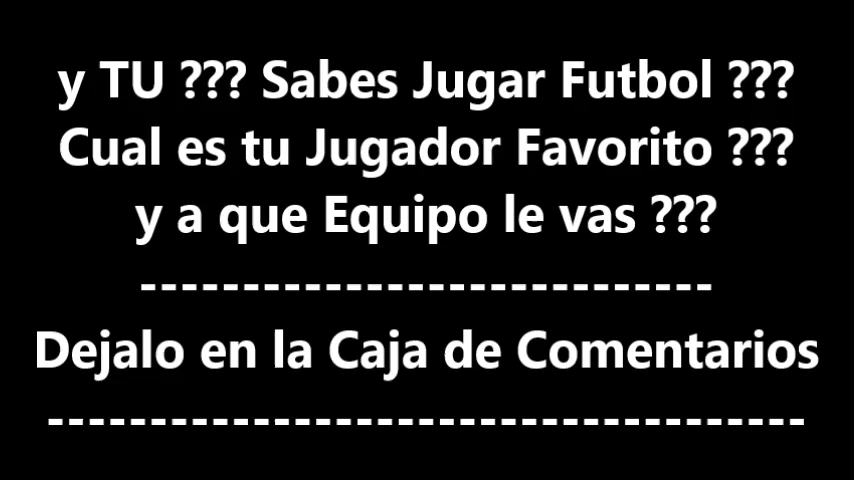 y TU ??? Sabes Jugar Futbol ???
Cual es tu Jugador Favorito ???
y a que Equipo le vas ???
----------------------------
Dejalo en la Caja de Comentarios
-------------------------------------